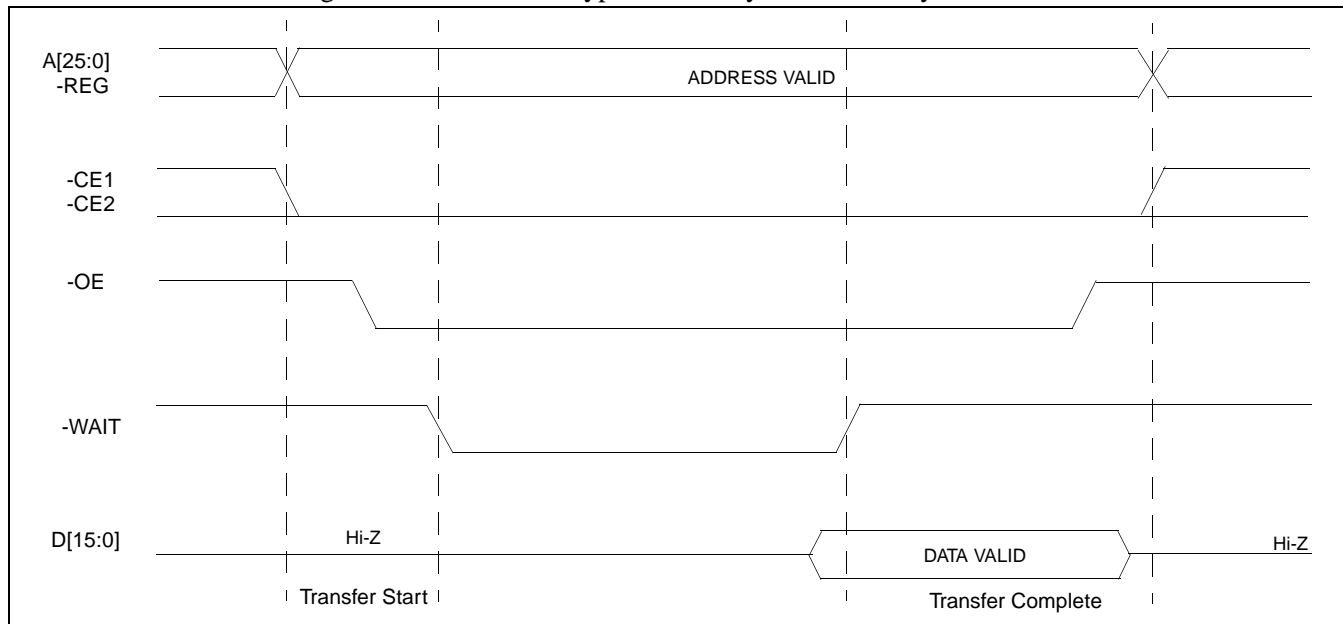 A[25:0]
-REG
ADDRESS VALID
-CE1
-CE2
-OE
-WAIT
D[15:0]
Hi-Z
DATA VALID
Hi-Z
Transfer Start
Transfer Complete